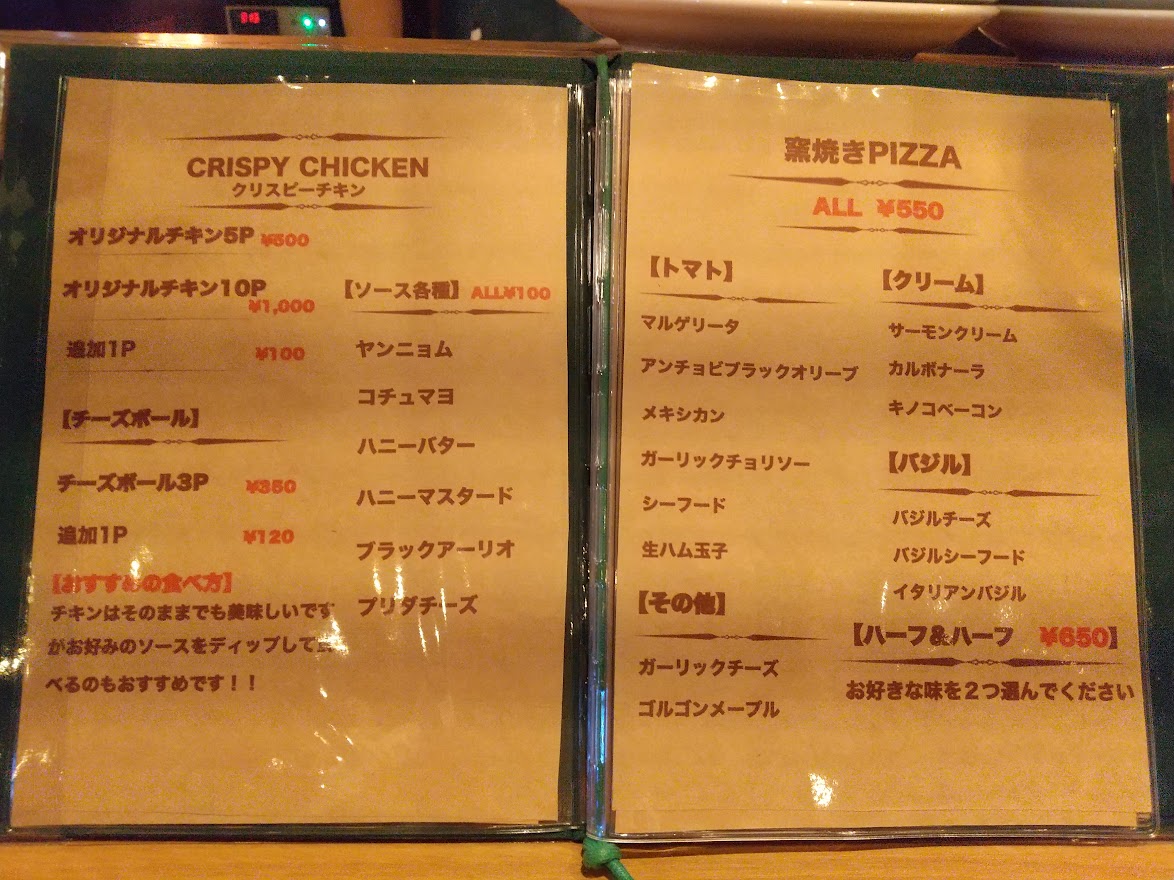 CRISPY CHICKEN
クリスピーチキン
オリジナルチキン5P ¥500
オリジナルチキン10P ¥1,000
追加1P ¥100
【チーズボール】
チーズボール3P ¥350
追加1P ¥120
【おすすめの食べ方】
チキンはそのままでも美味しいです
がお好みのソースをディップして食
べるのもおすすめです！！
【ソース各種】ALL¥100
ヤンニョム
コチュマヨ
ハニーバター
ハニーマスタード
ブラックアーリオ
プリダチーズ
窯焼きPIZZA
ALL ¥550
【トマト】
マルゲリータ
アンチョビブラックオリーブ
メキシカン
ガーリックチョリソー
シーフード
生ハム玉子
【その他】
ガーリックチーズ
ゴルゴンメープル
【クリーム】
サーモンクリーム
カルボナーラ
キノコベーコン
【バジル】
バジルチーズ
バジルシーフード
イタリアンバジル
【ハーフ＆ハーフ ¥650】
お好きな味を２つ選んでください